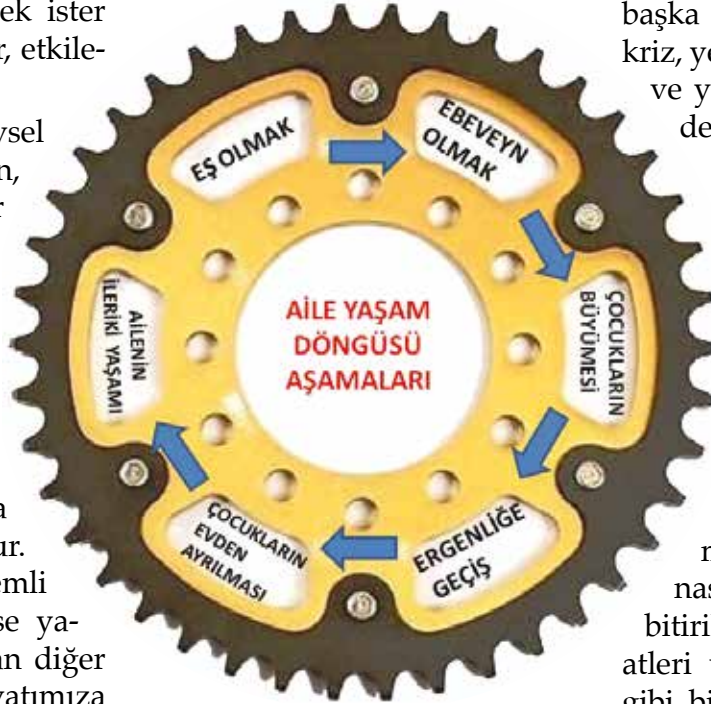 ek ister
r, etkile-
ysel
n,
r
a
ur.
emli
se ya-
an diğer
yatımıza
EŞ OLMAK
EBEVEYN
OLMAK
ÇOCUKLARIN
BÜYÜMESİ
ERGENLİĞE
GEÇİŞ
ÇOCUKLARIN
EVDEN
AYRILMASI
AİLENİN
İLERİKİ YAŞAMI
AİLE YAŞAM
DÖNGÜSÜ
AŞAMALARI
başka
kriz, ye
ve y
de
m
nas
bitiri
atleri
gibi bi